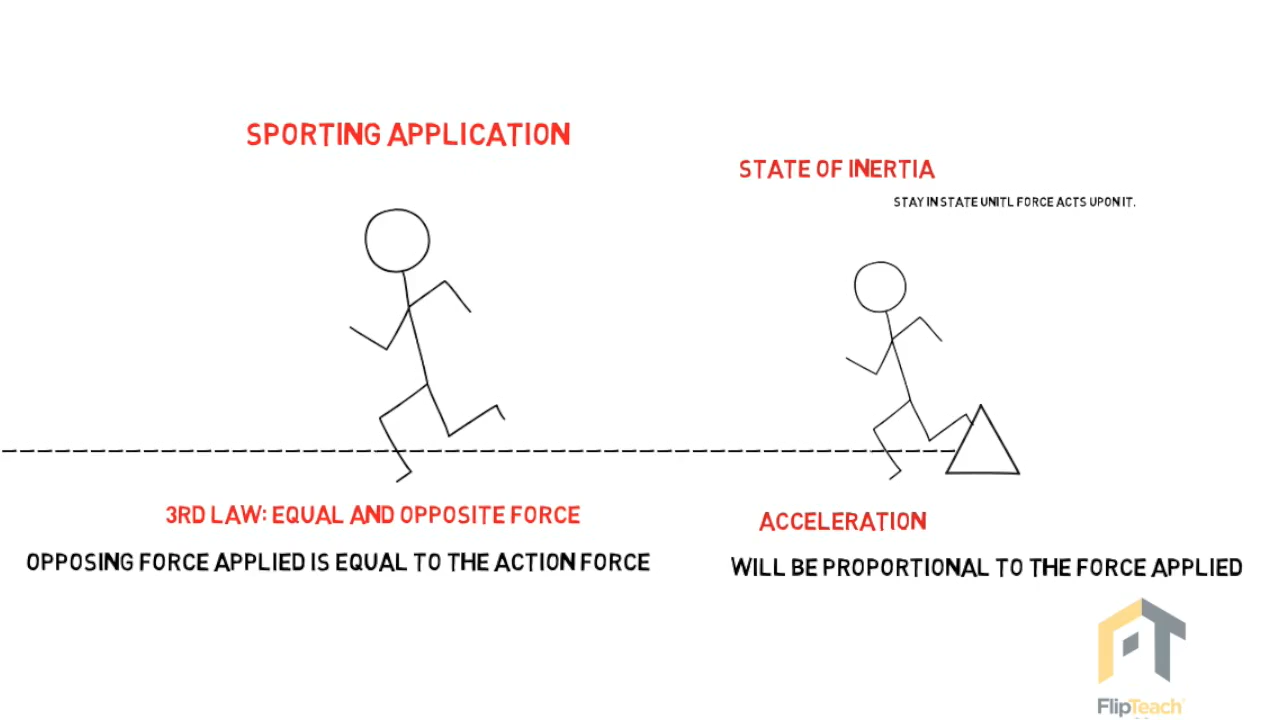 SPORTING APPLICATION
STATE OF INERTIA
STAY IN STATE UNITL FORCE ACTS UPON IT.
3RD LAW: EQUAL AND OPPOSITE FORCE
OPPOSING FORCE APPLIED IS EQUAL TO THE ACTION FORCE
ACCELERATION
WILL BE PROPORTIONAL TO THE FORCE APPLIED
FlipTeach